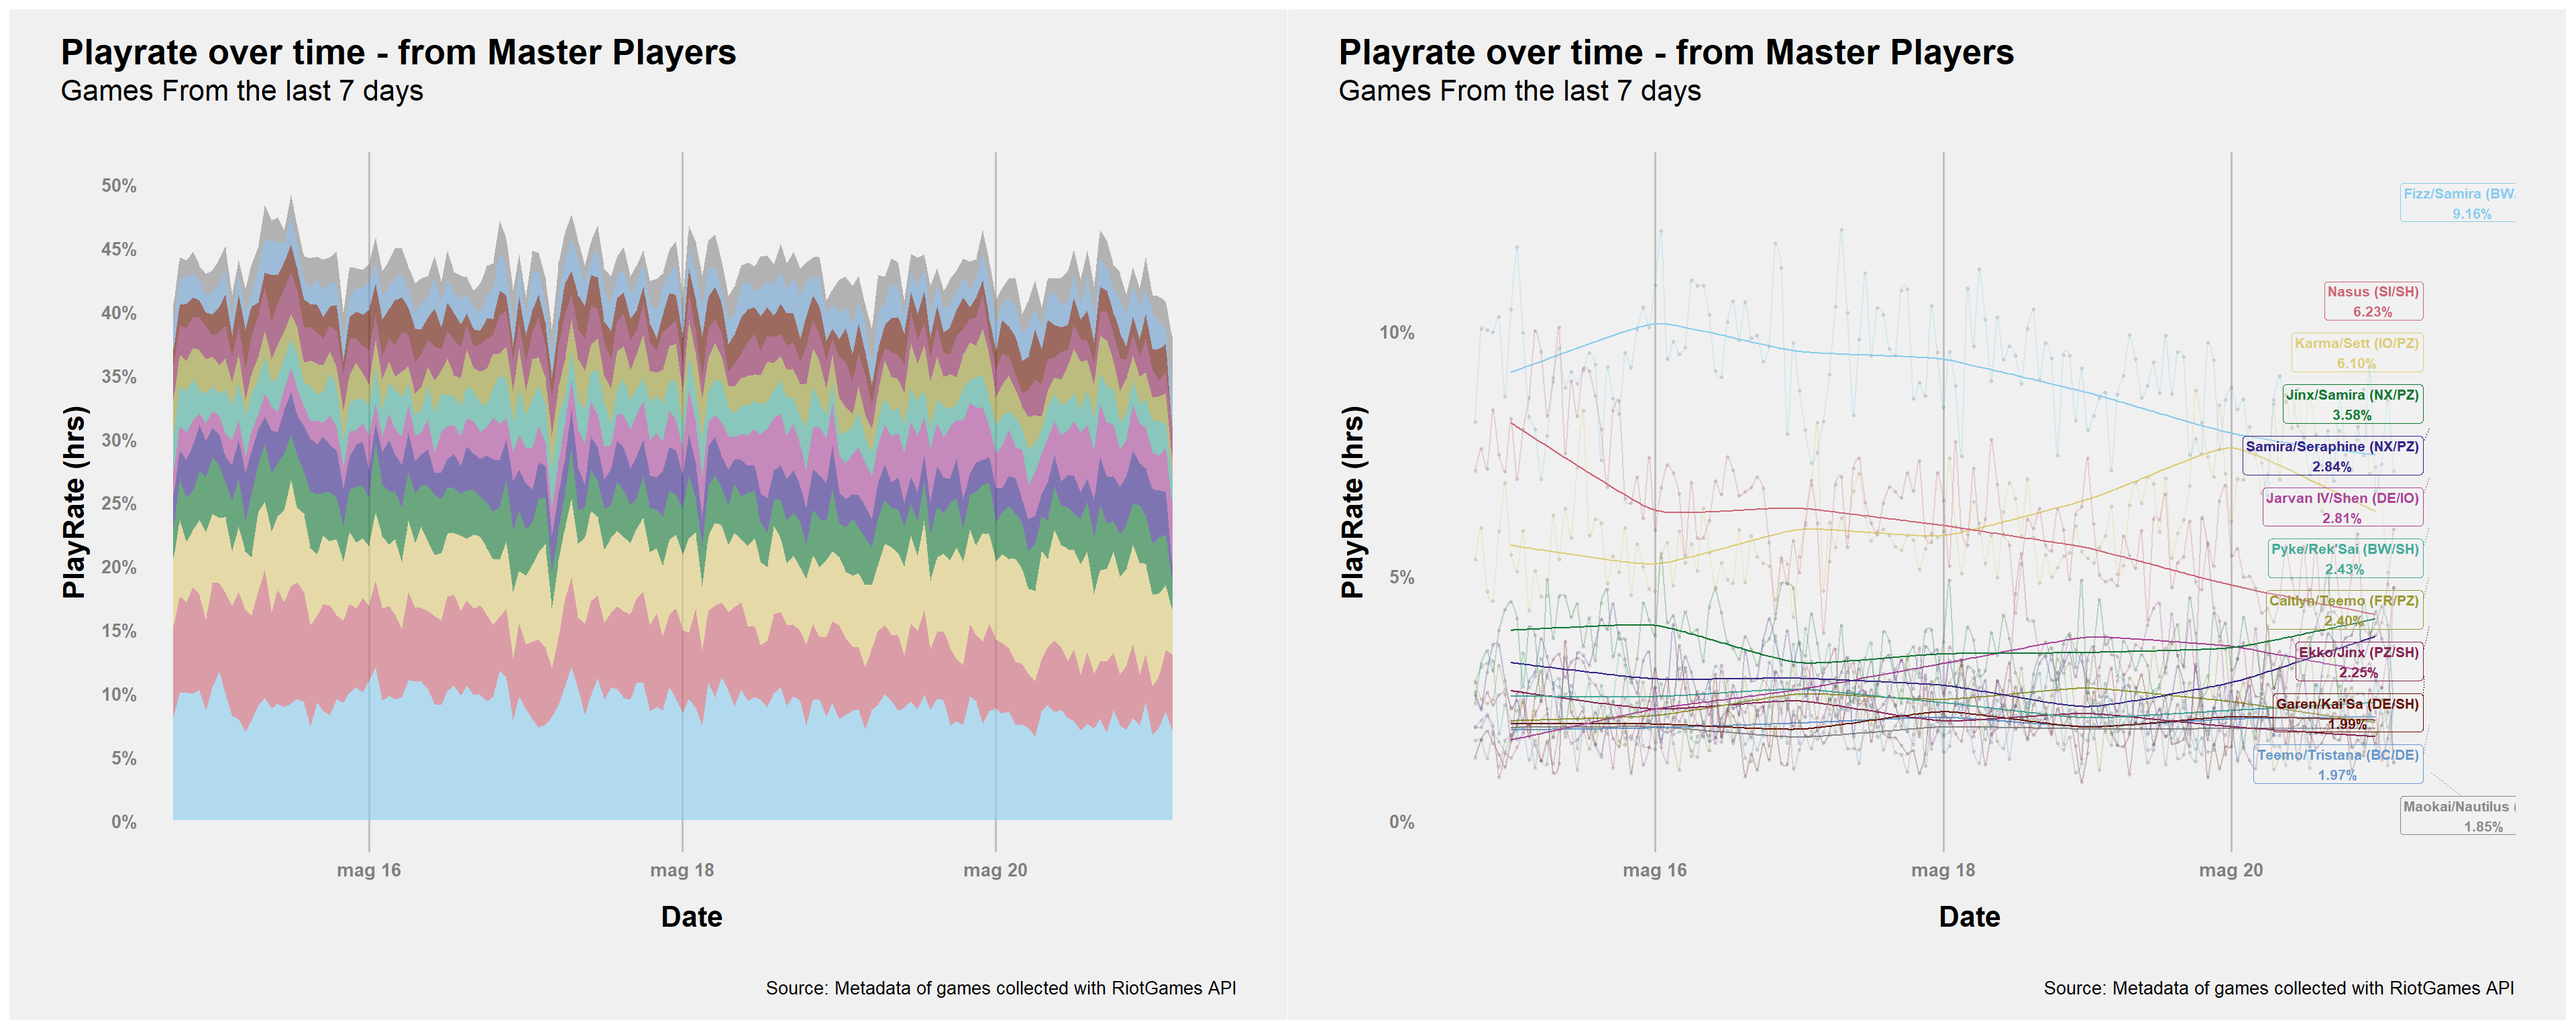 Playrate over time - from Master Players
Games From the last 7 days
PlayRate (hrs)
50%
45%
40%
35%
30%
25%
20%
15%
10%
5%
0%
mag 16
mag 18
mag 20
Date
Source: Metadata of games collected with RiotGames API
Playrate over time - from Master Players
Games From the last 7 days
PlayRate (hrs)
10%
5%
0%
mag 16
mag 18
mag 20
Date
Fizz/Samira (BW
9.16%
Nasus (SI/SH)
6.23%
Karma/Sett (IO/PZ)
6.10%
Jinx/Samira (NX/PZ)
3.58%
Samira/Seraphine (NX/PZ)
2.84%
Jarvan IV/Shen (DE/IO)
2.81%
Pyke/Rek'Sai (BW/SH)
2.43%
Caitlyn/Teemo (FR/PZ)
2.40%
Ekko/Jinx (PZ/SH)
2.25%
Garen/Kai'Sa (DE/SH)
1.99%
Teemo/Tristana (BC/DE)
1.97%
Maokai/Nautilus (
1.85%
Source: Metadata of games collected with RiotGames API